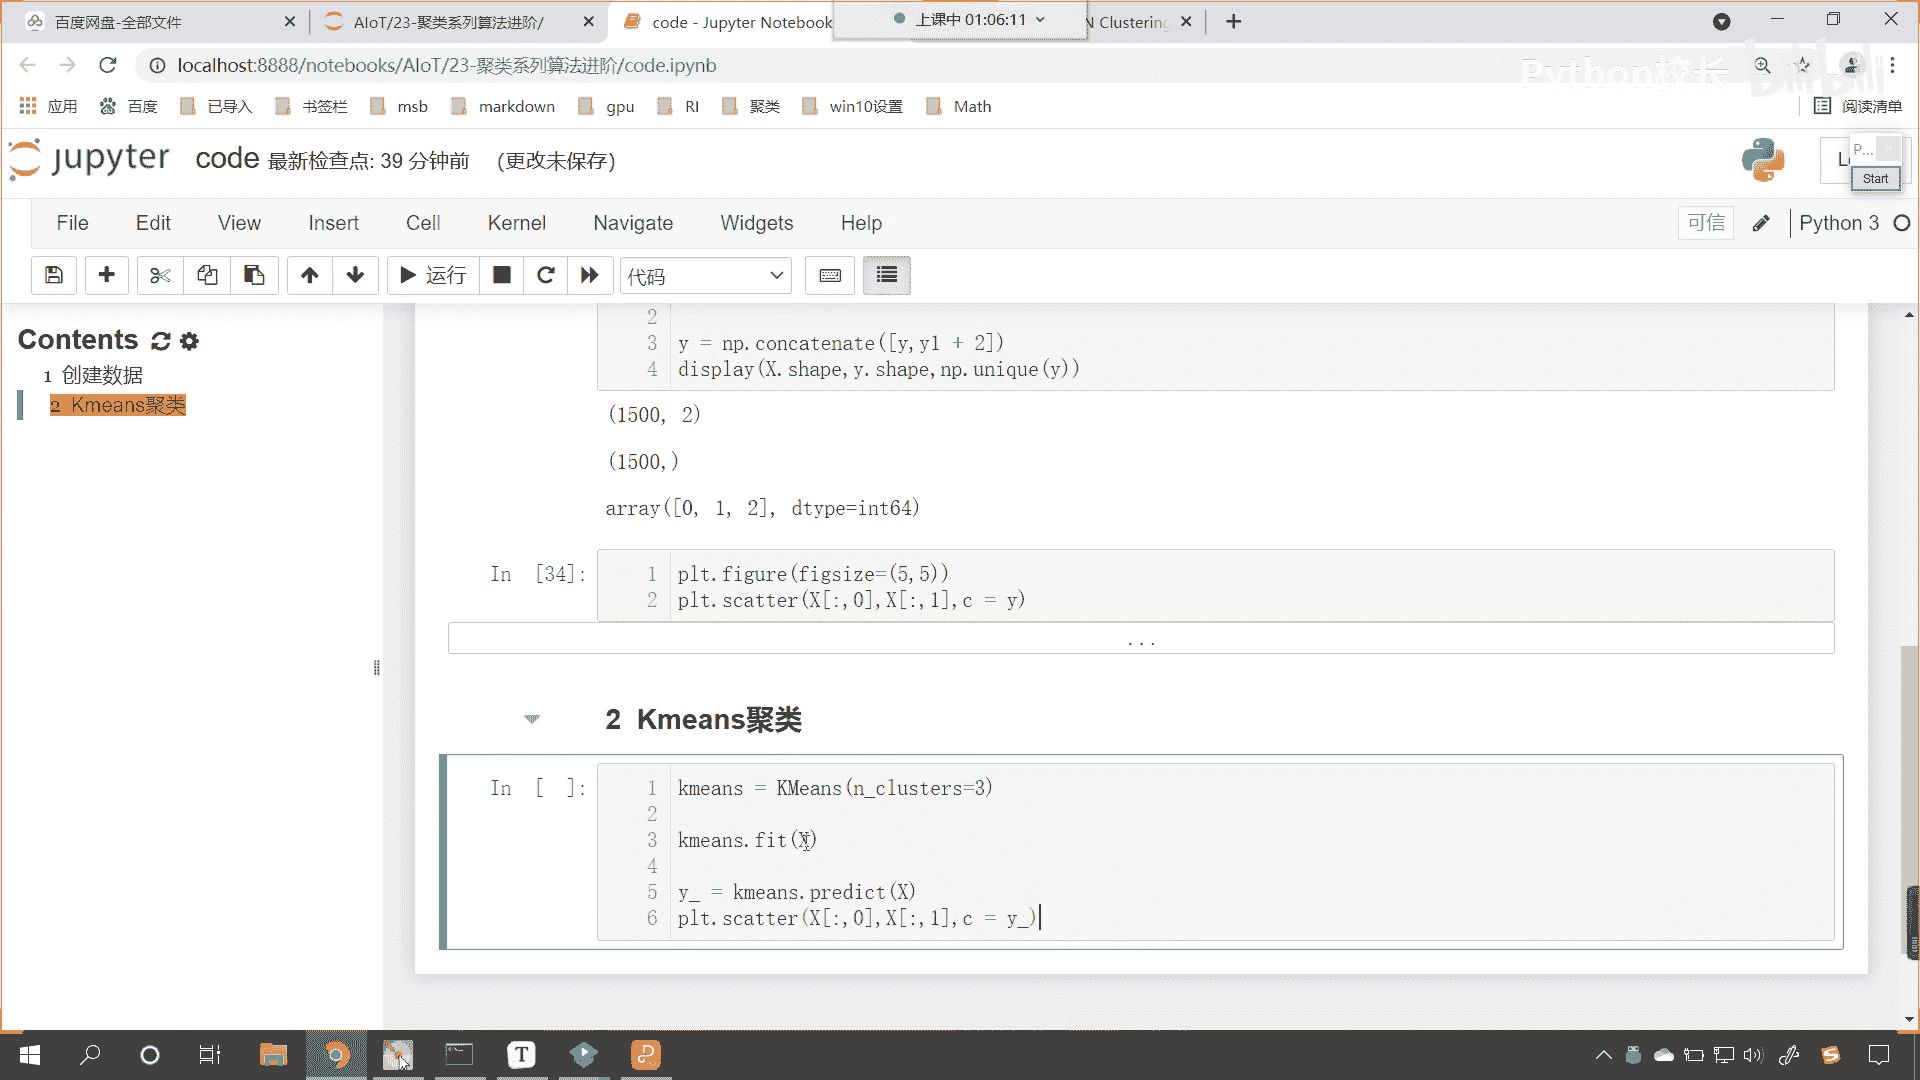 百度网盘-全部文件
AIoT/23-聚类系列算法进阶/
code - Jupyter Notebook
上课中 01:06:11
N Clustering
localhost:8888/notebooks/AIoT/23-聚类系列算法进阶/code.ipynb
Python校长
bilibili
应用
百度
已导入
书签栏
msb
markdown
gpu
RI
聚类
win10设置
Math
阅读清单
jupyter
code 最新检查点: 39 分钟前 (更改未保存)
P...
Start
File Edit View Insert Cell Kernel Navigate Widgets Help
可信
Python 3
运行
代码
Contents
1 创建数据
2 Kmeans聚类
2
3 y = np.concatenate([y,y1 + 2])
4 display(X.shape,y.shape,np.unique(y))
(1500, 2)
(1500,)
array([0, 1, 2], dtype=int64)
In [34]:
1 plt.figure(figsize=(5,5))
2 plt.scatter(X[:,0],X[:,1],c = y)
...
2 Kmeans聚类
In [ ]:
1 kmeans = KMeans(n_clusters=3)
2
3 kmeans.fit(X)
4
5 y_ = kmeans.predict(X)
6 plt.scatter(X[:,0],X[:,1],c = y_)